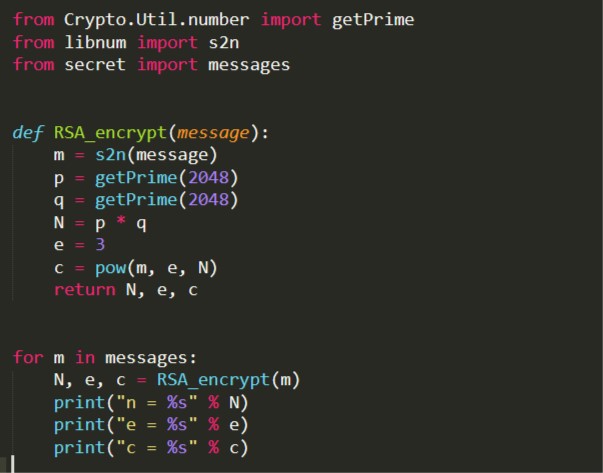 from Crypto.Util.number import getPrime
from libnum import s2n
from secret import messages
def RSA_encrypt(message):
    m = s2n(message)
    p = getPrime(2048)
    q = getPrime(2048)
    N = p * q
    e = 3
    c = pow(m, e, N)
    return N, e, c
for m in messages:
    N, e, c = RSA_encrypt(m)
    print("n = %s" % N)
    print("e = %s" % e)
    print("c = %s" % c)